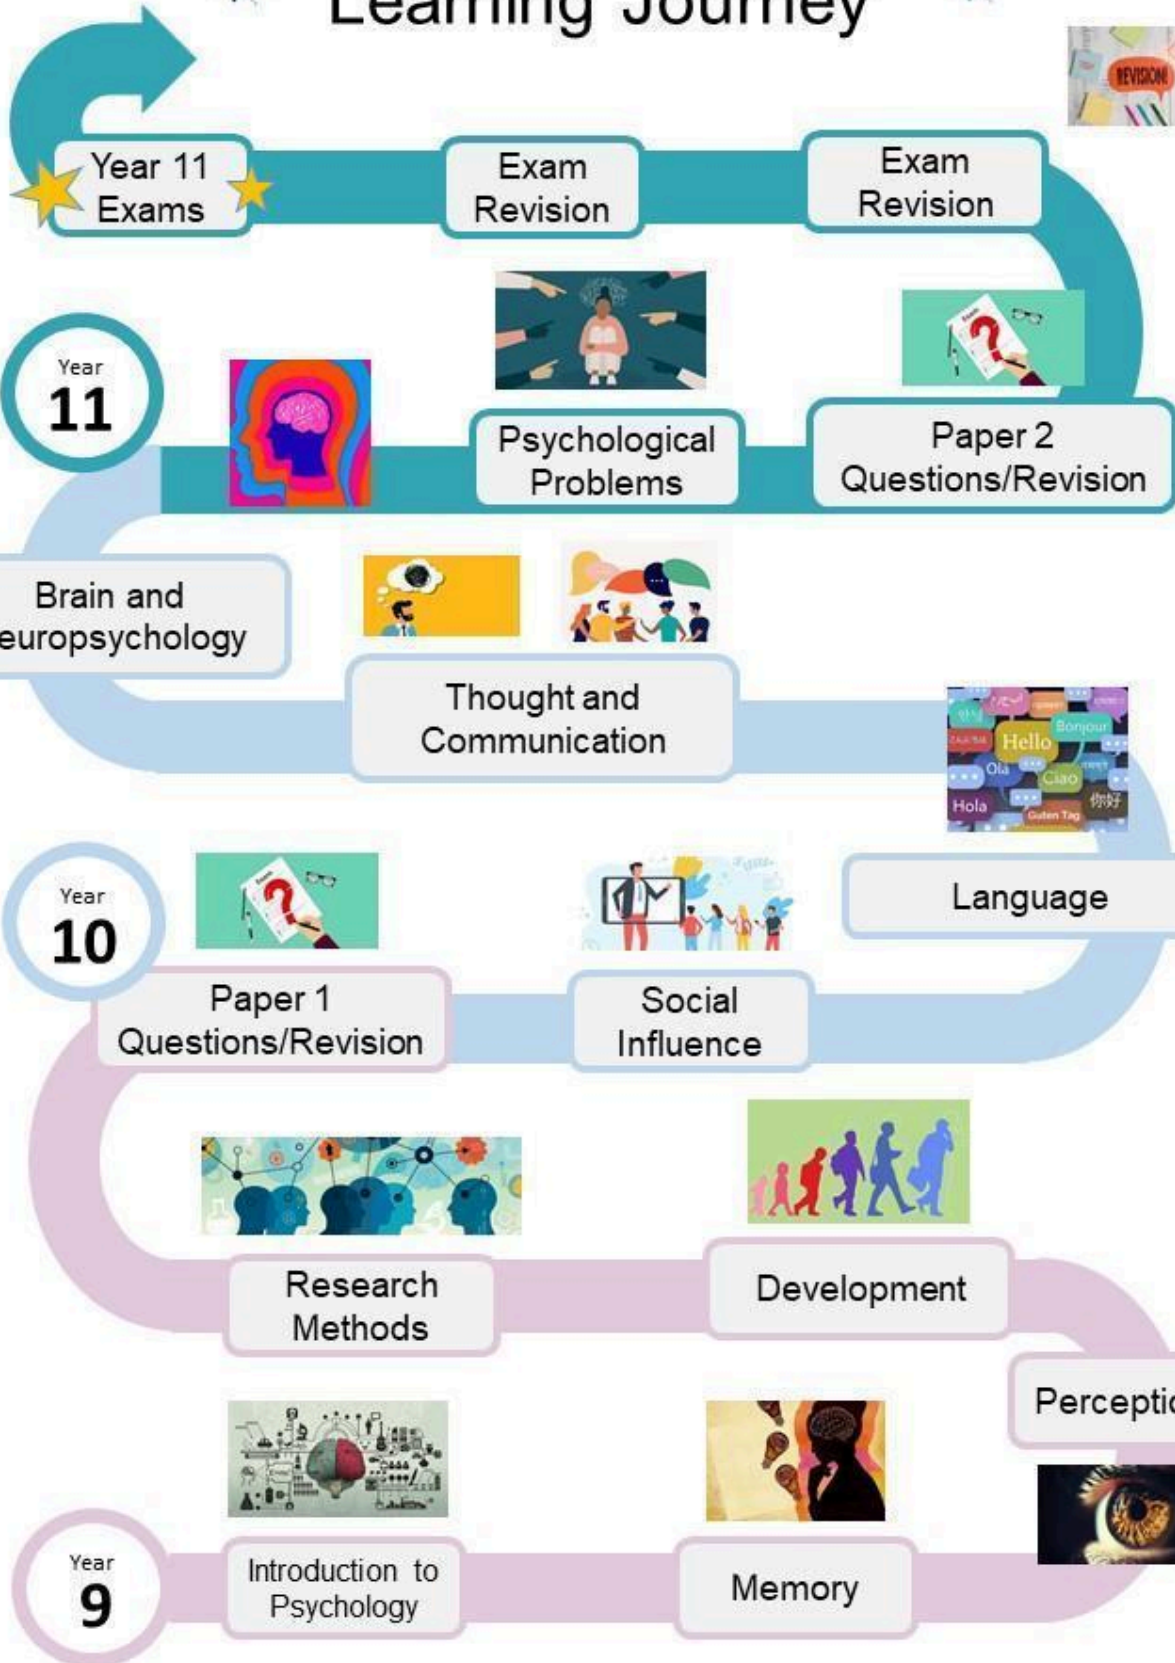 Learning Journey
REVISION!
Year 11
Exams
Exam
Revision
Exam
Revision
Year
11
Psychological
Problems
Paper 2
Questions/Revision
Brain and
europsychology
Thought and
Communication
Hello
Bonjour
Ola
Ciao
Hola
Guten Tag
你好
Language
Year
10
Paper 1
Questions/Revision
Social
Influence
Research
Methods
Development
Perceptio
Year
9
Introduction to
Psychology
Memory